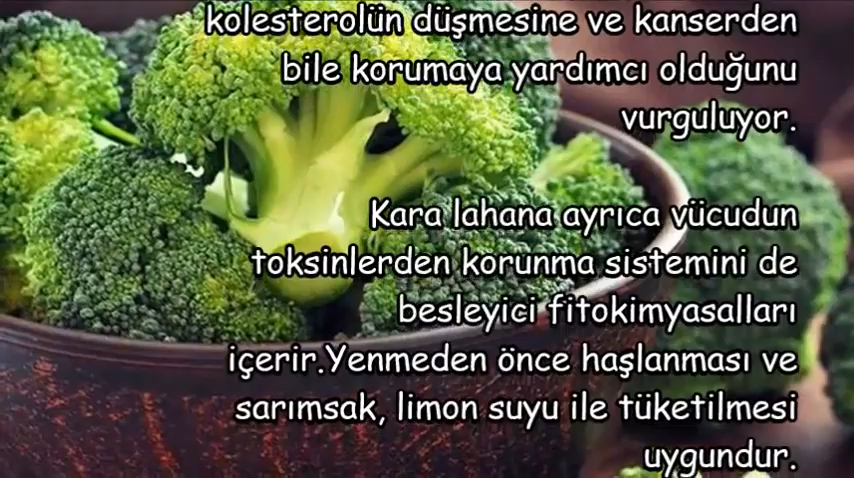 kolesterolün düşmesine ve kanserden
bile korumaya yardımcı olduğunu
vurguluyor.
Kara lahana ayrıca vücudun
toksinlerden korunma sistemini de
besleyici fitokimyasalları
içerir.Yenmeden önce haşlanması ve
sarımsak, limon suyu ile tüketilmesi
uygundur.